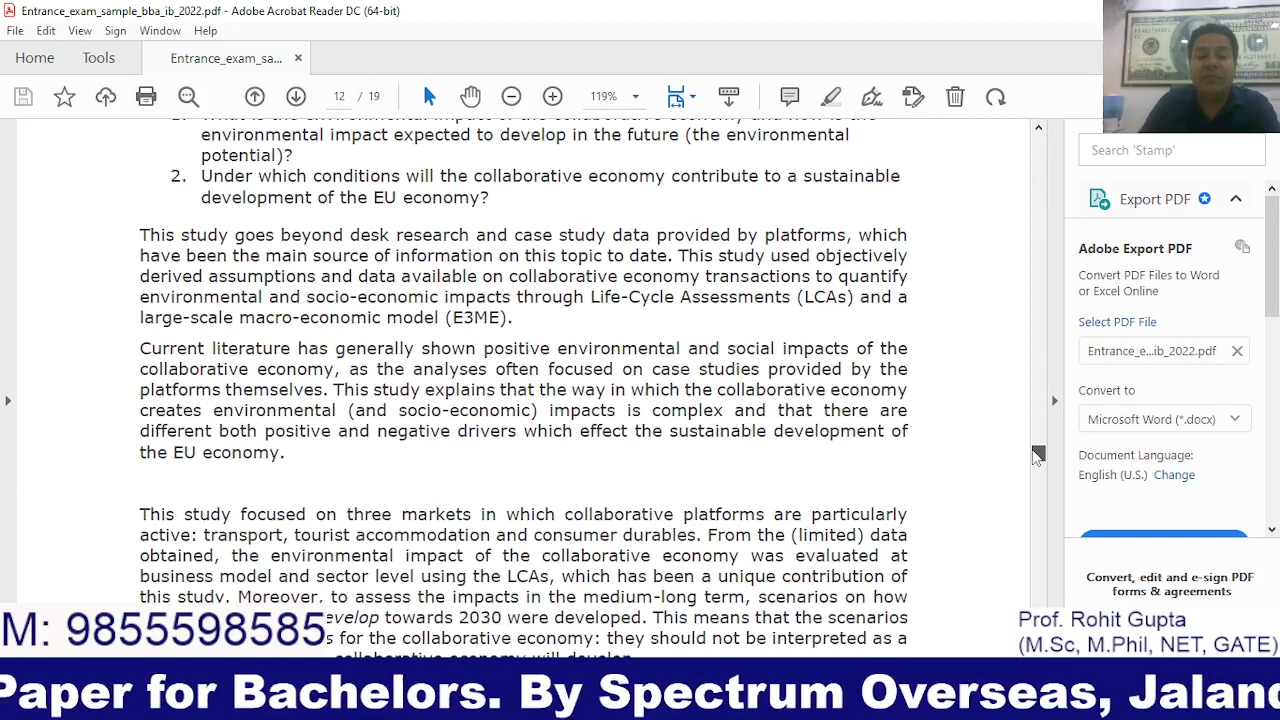 Entrance_exam_sample_bba_ib_2022.pdf - Adobe Acrobat Reader DC (64-bit)
File Edit View Sign Window Help
Home Tools Entrance_exam_sa... ×
12 / 19 119%
environmental impact expected to develop in the future (the environmental
potential)?
2. Under which conditions will the collaborative economy contribute to a sustainable
development of the EU economy?
This study goes beyond desk research and case study data provided by platforms, which
have been the main source of information on this topic to date. This study used objectively
derived assumptions and data available on collaborative economy transactions to quantify
environmental and socio-economic impacts through Life-Cycle Assessments (LCAs) and a
large-scale macro-economic model (E3ME).
Current literature has generally shown positive environmental and social impacts of the
collaborative economy, as the analyses often focused on case studies provided by the
platforms themselves. This study explains that the way in which the collaborative economy
creates environmental (and socio-economic) impacts is complex and that there are
different both positive and negative drivers which effect the sustainable development of
the EU economy.
This study focused on three markets in which collaborative platforms are particularly
active: transport, tourist accommodation and consumer durables. From the (limited) data
obtained, the environmental impact of the collaborative economy was evaluated at
business model and sector level using the LCAs, which has been a unique contribution of
this study. Moreover, to assess the impacts in the medium-long term, scenarios on how
evelop towards 2030 were developed. This means that the scenarios
s for the collaborative economy: they should not be interpreted as a
collaborative economy will develop
Search 'Stamp'
Export PDF
Adobe Export PDF
Convert PDF Files to Word
or Excel Online
Select PDF File
Entrance_e...ib_2022.pdf
Convert to
Microsoft Word (*.docx)
Document Language:
English (U.S.) Change
Convert, edit and e-sign PDF
forms & agreements
M: 9855598585
Prof. Rohit Gupta
(M.Sc, M.Phil, NET, GATE)
Paper for Bachelors. By Spectrum Overseas, Jaland